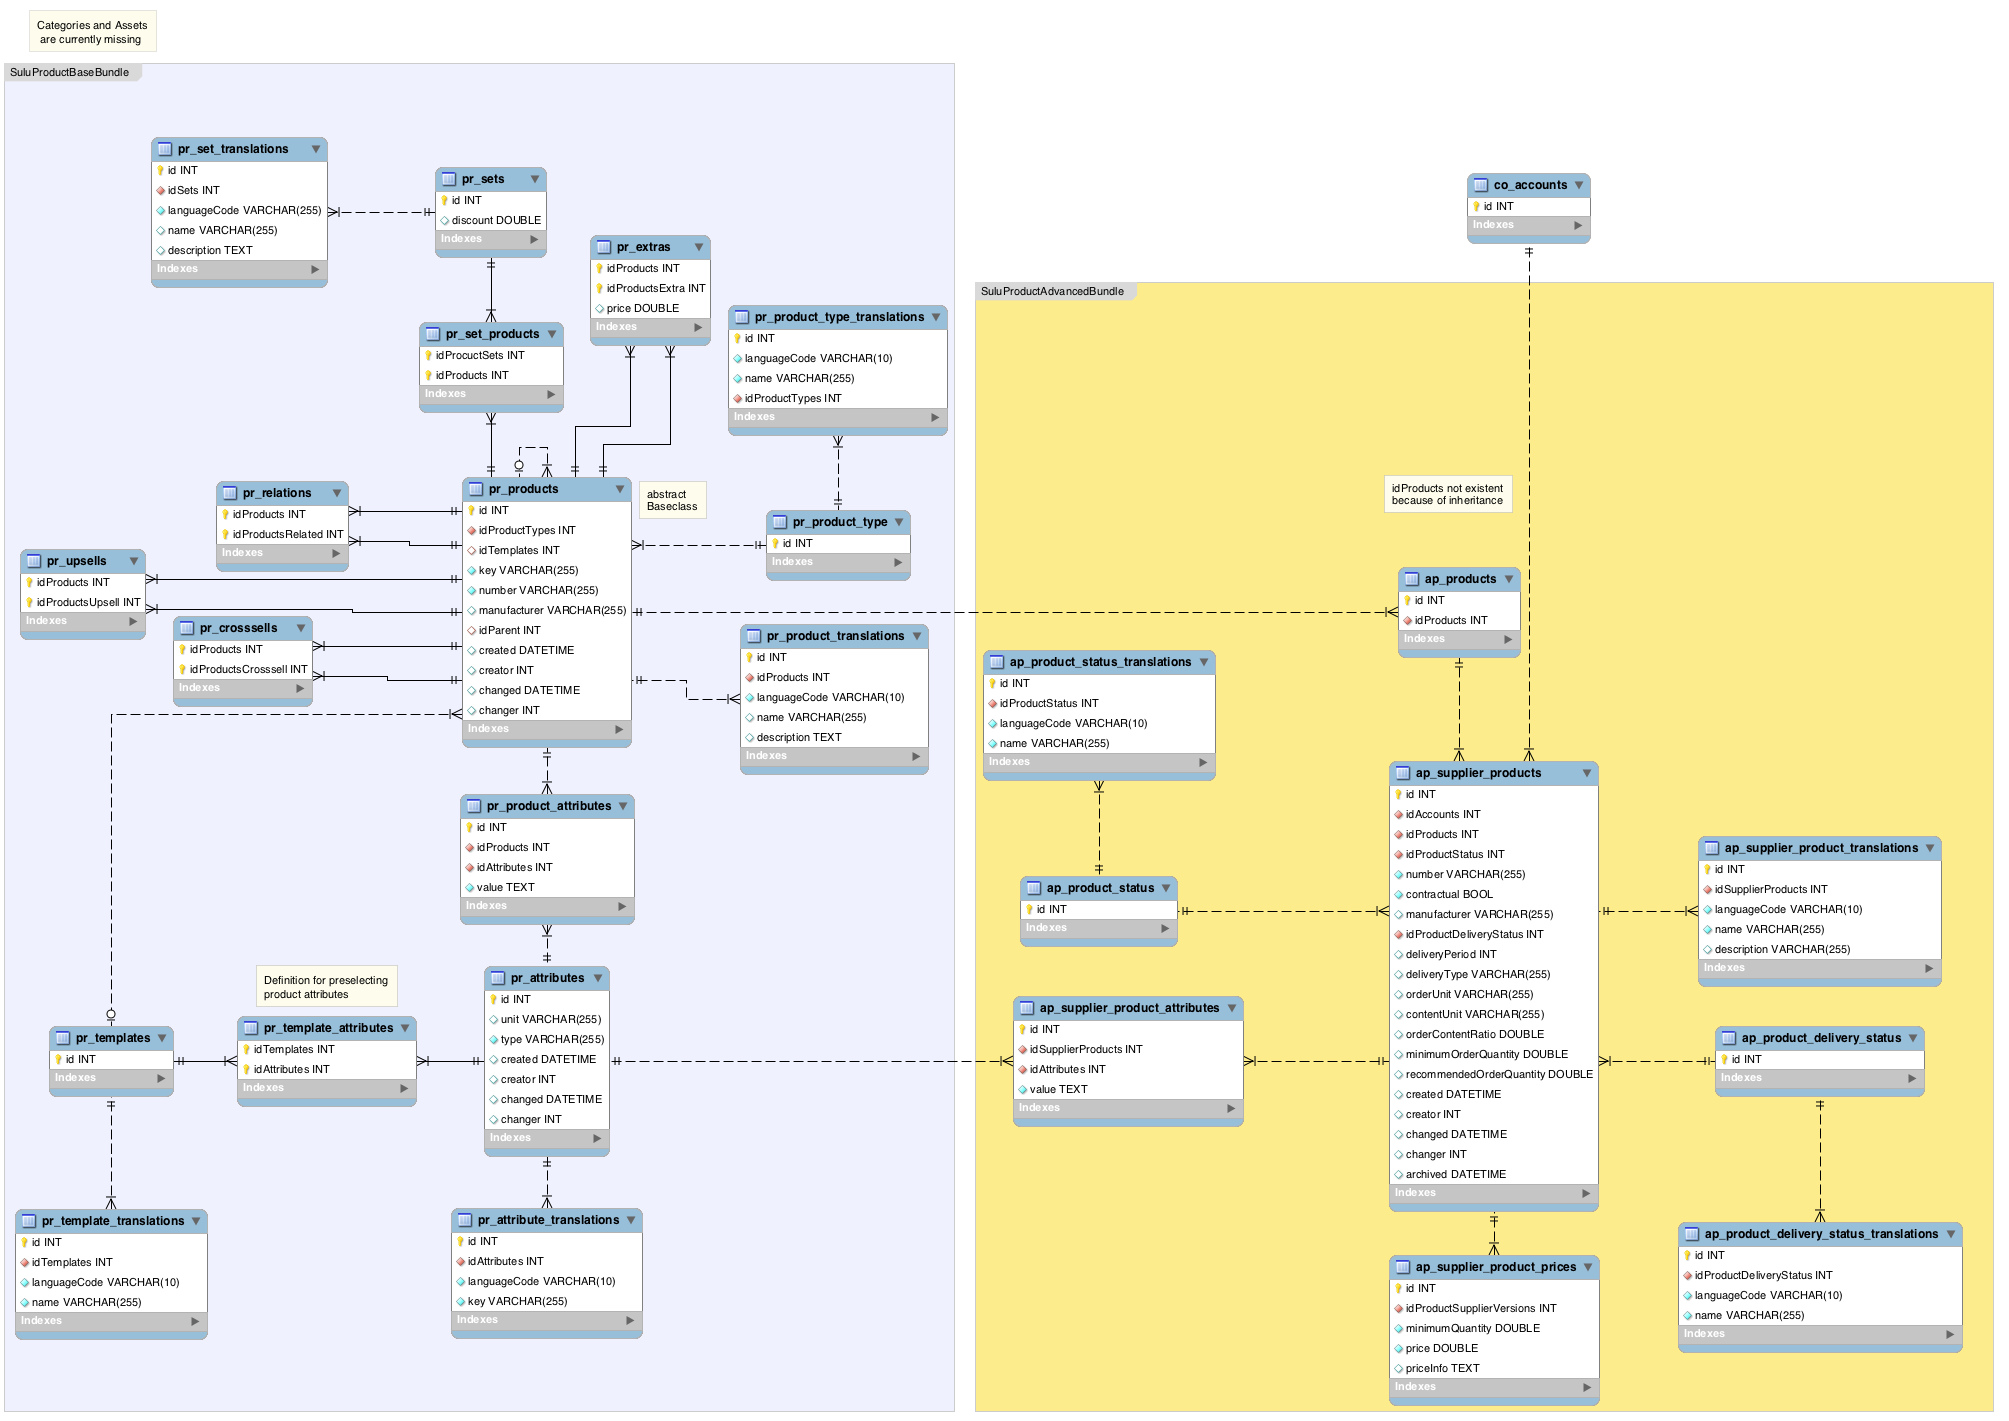 Categories and Assets
are currently missing
SuluProductBaseBundle
pr_set_translations
id INT
idSets INT
languageCode VARCHAR(255)
name VARCHAR(255)
description TEXT
Indexes
pr_sets
id INT
discount DOUBLE
Indexes
pr_extras
idProducts INT
idProductsExtra INT
price DOUBLE
Indexes
pr_set_products
idProcuctSets INT
idProducts INT
Indexes
pr_product_type_translations
id INT
languageCode VARCHAR(10)
name VARCHAR(255)
idProductTypes INT
Indexes
pr_relations
idProducts INT
idProductsRelated INT
Indexes
pr_products
id INT
idProductTypes INT
idTemplates INT
key VARCHAR(255)
number VARCHAR(255)
manufacturer VARCHAR(255)
idParent INT
created DATETIME
creator INT
changed DATETIME
changer INT
Indexes
abstract
Baseclass
pr_product_type
id INT
Indexes
pr_upsells
idProducts INT
idProductsUpsell INT
Indexes
pr_crosssells
idProducts INT
idProductsCrosssell INT
Indexes
pr_product_translations
id INT
idProducts INT
languageCode VARCHAR(10)
name VARCHAR(255)
description TEXT
Indexes
pr_product_attributes
id INT
idProducts INT
idAttributes INT
value TEXT
Indexes
Definition for preselecting
product attributes
pr_attributes
id INT
unit VARCHAR(255)
type VARCHAR(255)
created DATETIME
creator INT
changed DATETIME
changer INT
Indexes
pr_templates
id INT
Indexes
pr_template_attributes
idTemplates INT
idAttributes INT
Indexes
pr_template_translations
id INT
idTemplates INT
languageCode VARCHAR(10)
name VARCHAR(255)
Indexes
pr_attribute_translations
id INT
idAttributes INT
languageCode VARCHAR(10)
key VARCHAR(255)
Indexes
co_accounts
id INT
Indexes
SuluProductAdvancedBundle
idProducts not existent
because of inheritance
ap_products
id INT
idProducts INT
Indexes
ap_product_status_translations
id INT
idProductStatus INT
languageCode VARCHAR(10)
name VARCHAR(255)
Indexes
ap_product_status
id INT
Indexes
ap_supplier_products
id INT
idAccounts INT
idProducts INT
idProductStatus INT
number VARCHAR(255)
contractual BOOL
manufacturer VARCHAR(255)
idProductDeliveryStatus INT
deliveryPeriod INT
deliveryType VARCHAR(255)
orderUnit VARCHAR(255)
contentUnit VARCHAR(255)
orderContentRatio DOUBLE
minimumOrderQuantity DOUBLE
recommendedOrderQuantity DOUBLE
created DATETIME
creator INT
changed DATETIME
changer INT
archived DATETIME
Indexes
ap_supplier_product_translations
id INT
idSupplierProducts INT
languageCode VARCHAR(10)
name VARCHAR(255)
description VARCHAR(255)
Indexes
ap_supplier_product_attributes
id INT
idSupplierProducts INT
idAttributes INT
value TEXT
Indexes
ap_product_delivery_status
id INT
Indexes
ap_supplier_product_prices
id INT
idProductSupplierVersions INT
minimumQuantity DOUBLE
price DOUBLE
priceInfo TEXT
Indexes
ap_product_delivery_status_translations
id INT
idProductDeliveryStatus INT
languageCode VARCHAR(10)
name VARCHAR(255)
Indexes